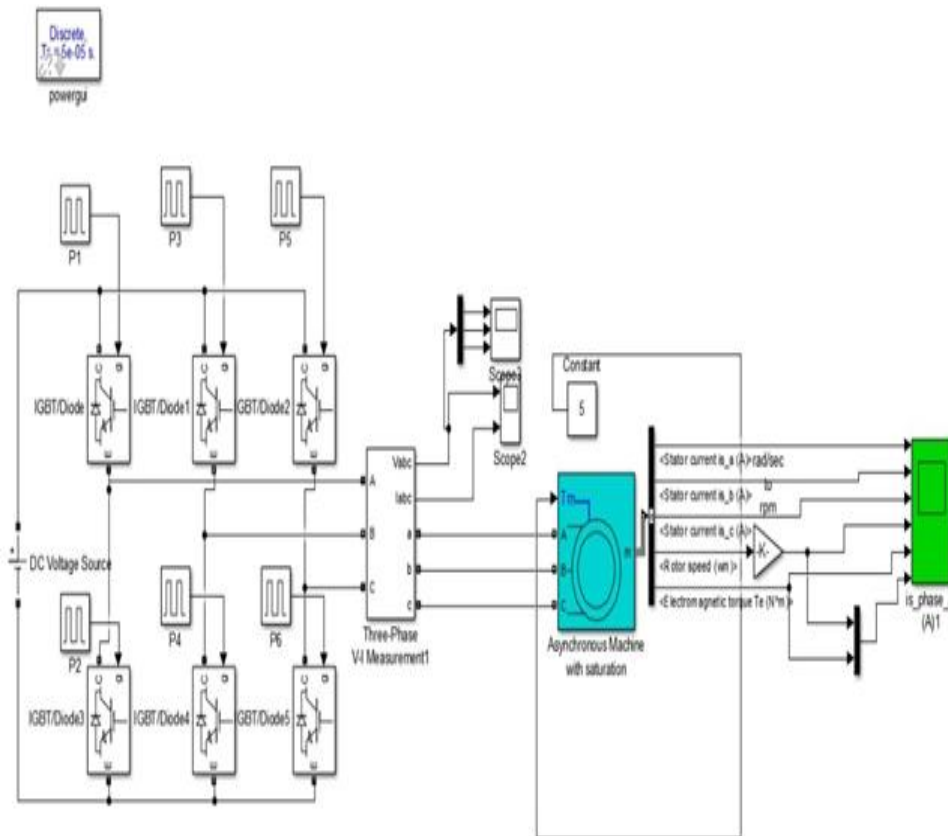 Discrete,
Ts = 5e-05 s.
powergui
P1
P3
P5
C
g
E
IGBT/Diode
C
g
E
IGBT/Diode1
C
g
E
GBT/Diode2
DC Voltage Source
+
P2
P4
P6
C
g
E
IGBT/Diode3
C
g
E
IGBT/Diode4
C
g
E
GBT/Diode5
A
B
C
Vabc
Iabc
a
b
c
Three-Phase
V-I Measurement1
Scope3
Scope2
Constant
5
Tm
A
B
C
m
Asynchronous Machine
with saturation
<Stator current is_a (A)>
<Stator current is_b (A)>
<Stator current is_c (A)>
<Rotor speed (wm)>
<Electromagnetic torque Te (N*m)>
rad/sec
to
rpm
-K-
is_phase_
(A)1